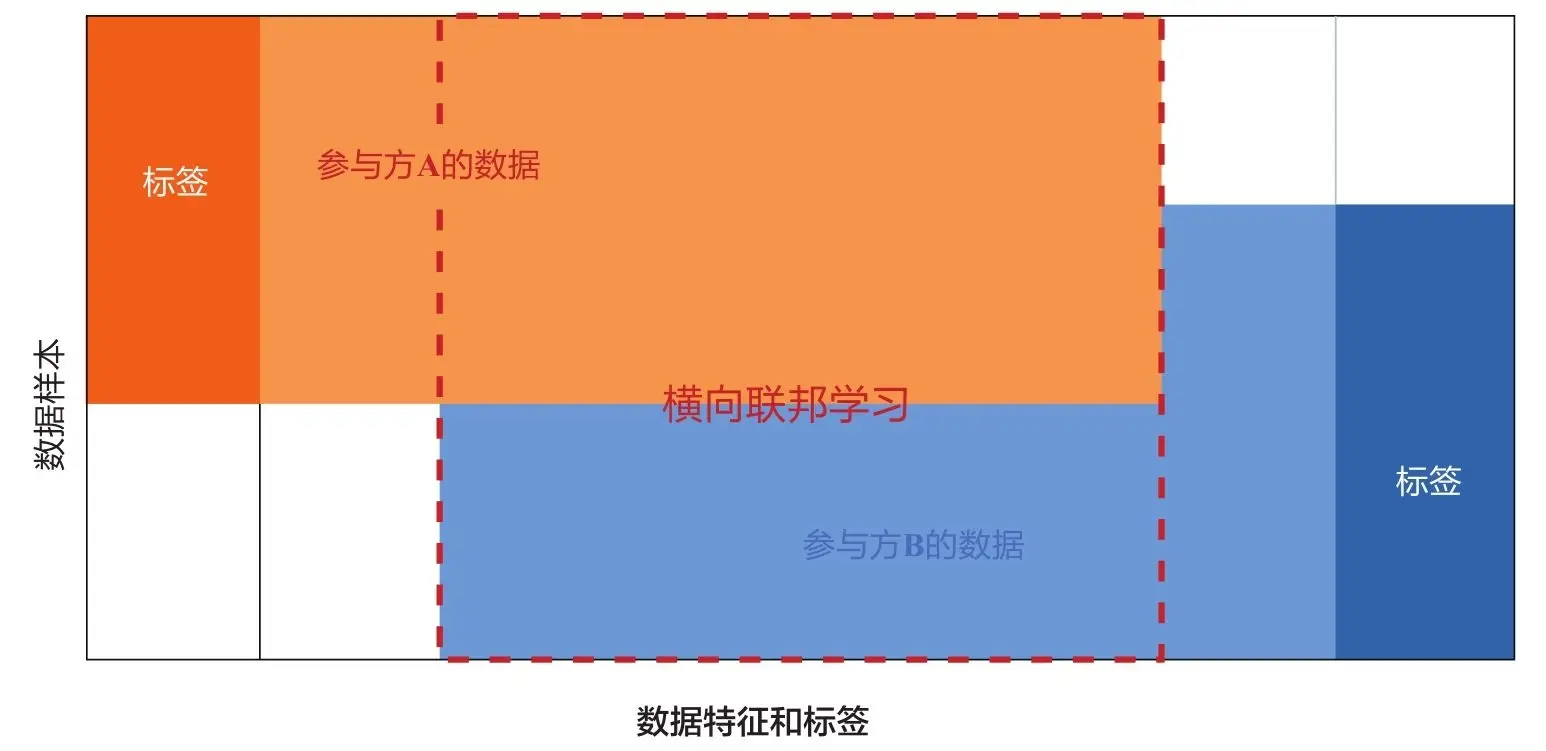 标签
参与方A的数据
横向联邦学习
数据样本
标签
参与方B的数据
数据特征和标签